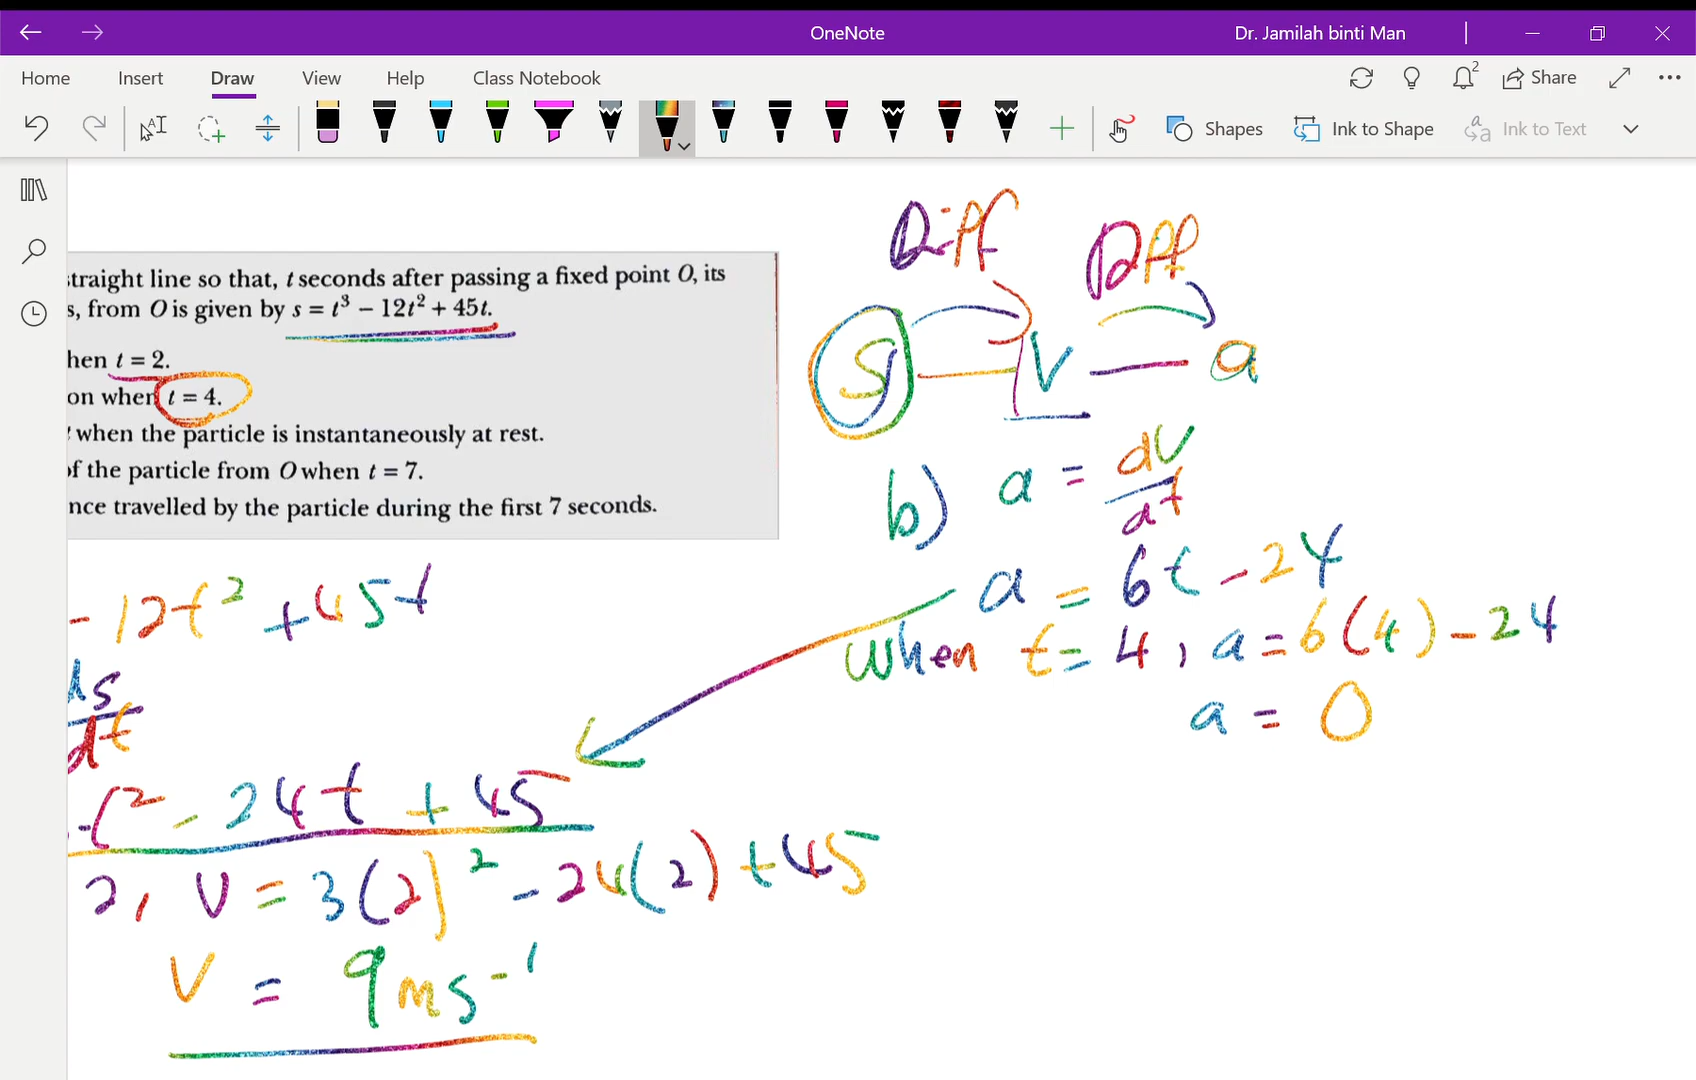 OneNote
Dr. Jamilah binti Man
Home Insert Draw View Help Class Notebook
2 Share
Shapes Ink to Shape Ink to Text
traight line so that, t seconds after passing a fixed point O, its
s, from O is given by s = t³ − 12t² + 45t.
hen t = 2.
on when t = 4.
when the particle is instantaneously at rest.
of the particle from O when t = 7.
nce travelled by the particle during the first 7 seconds.
Diff Diff
S V a
b) a = dv/dt
a = 6t - 24
when t = 4, a = 6(4) - 24
a = 0
- 12t² + 45t
ds/dt
t² - 24t + 45
2, V = 3(2)² - 24(2) + 45
V = 9ms⁻¹